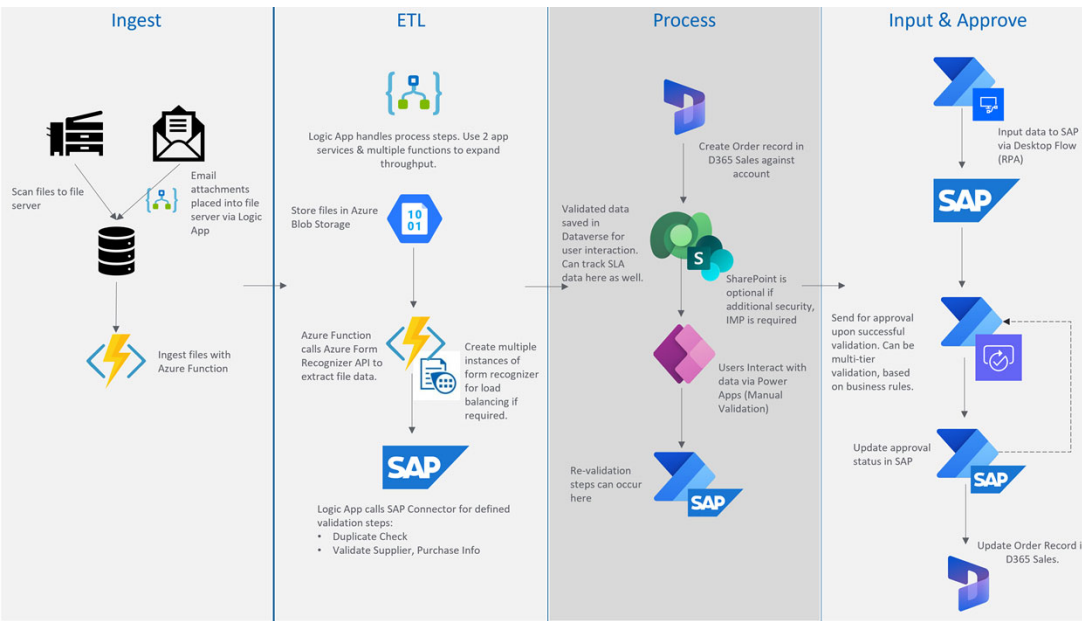 Ingest
Scan files to file
server
Email
attachments
placed into file
server via Logic
App
Ingest files with
Azure Function
ETL
Logic App handles process steps. Use 2 app
services & multiple functions to expand
throughput.
Store files in Azure
Blob Storage
10
01
Azure Function
calls Azure Form
Recognizer API to
extract file data.
Create multiple
instances of
form recognizer
for load
balancing if
required.
SAP
Logic App calls SAP Connector for defined
validation steps:
• Duplicate Check
• Validate Supplier, Purchase Info
Process
Create Order record in
D365 Sales against
account
Validated data
saved in
Dataverse for
user interaction.
Can track SLA
data here as well.
S
SharePoint is
optional if
additional security,
IMP is required
Users Interact with
data via Power
Apps (Manual
Validation)
Re-validation
steps can occur
here
SAP
Input & Approve
Input data to SAP
via Desktop Flow
(RPA)
SAP
Send for approval
upon successful
validation. Can be
multi-tier
validation, based
on business rules.
Update approval
status in SAP
SAP
Update Order Record i
D365 Sales.